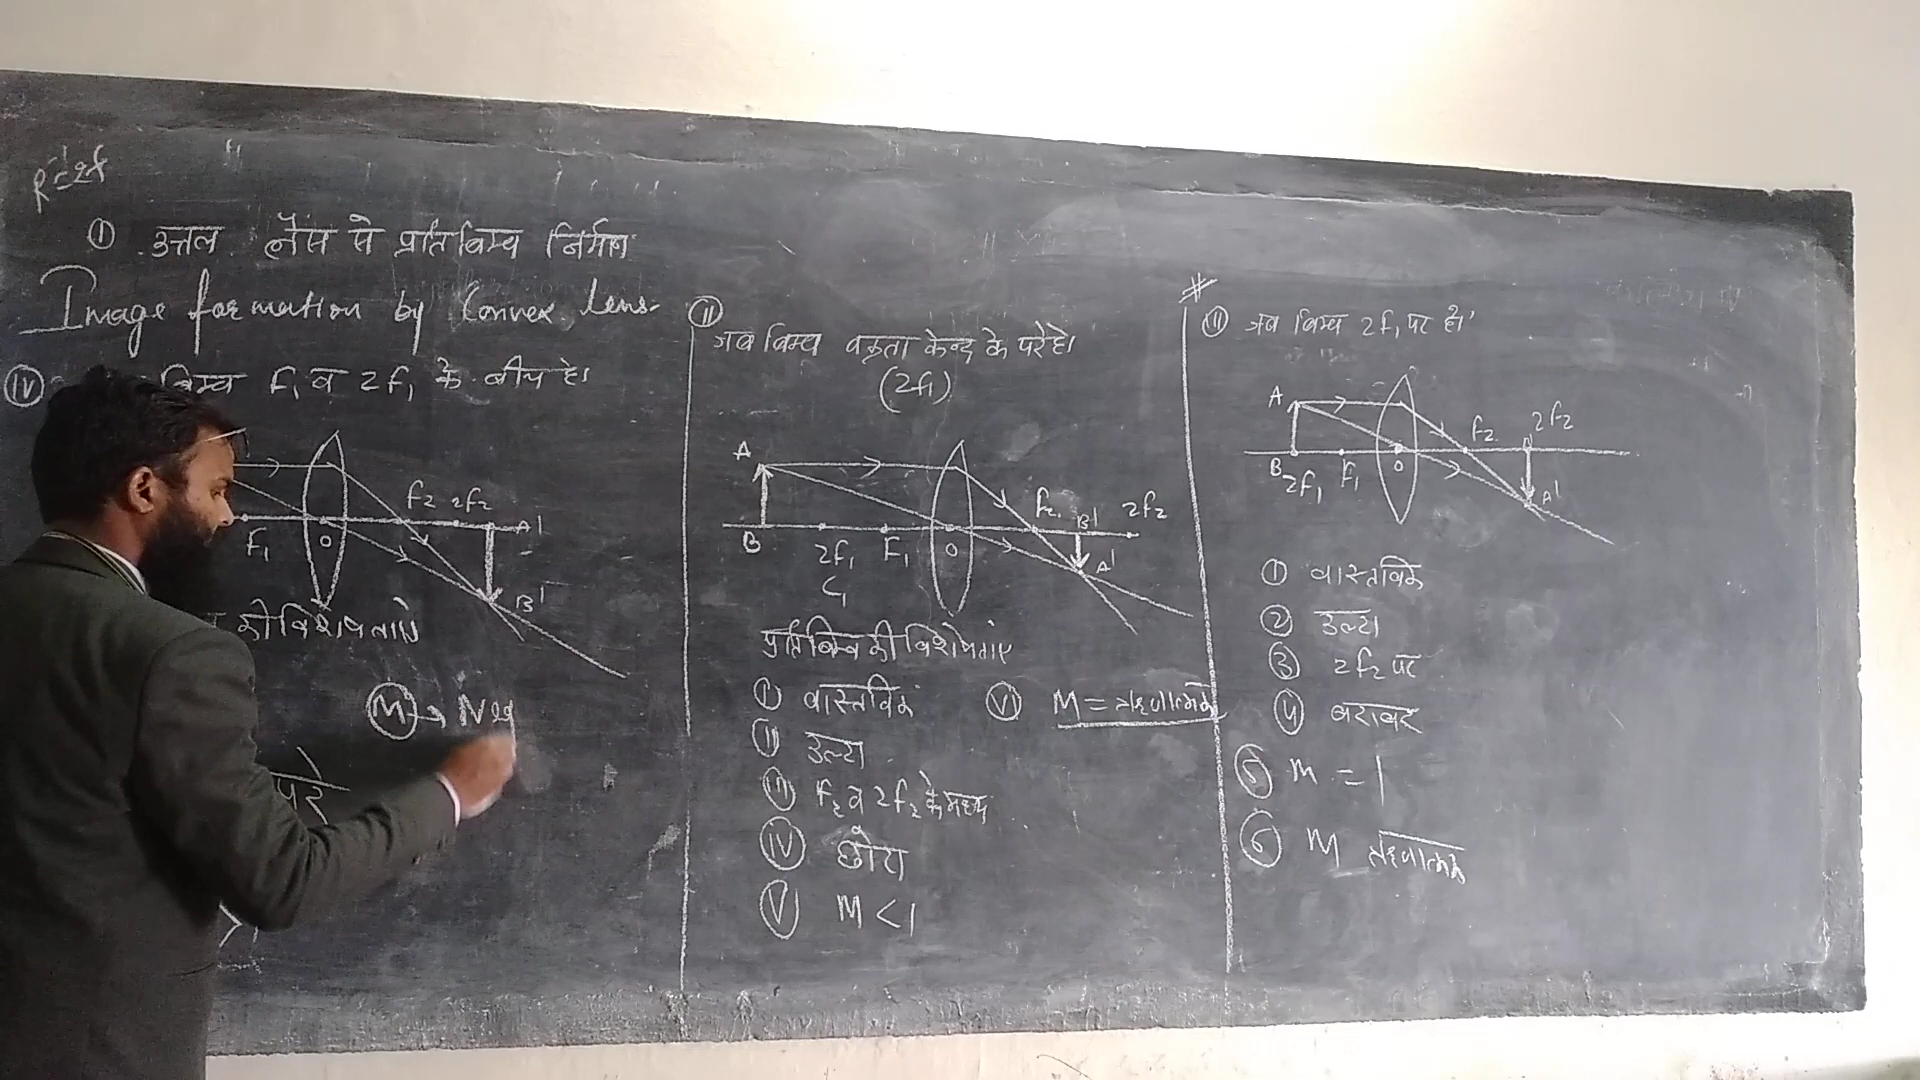 R=2f
① उत्तल लैंस से प्रतिबिम्ब निर्माण
Image formation by Convex lens
IV बिम्ब F₁ व 2F₁ के बीच हो
F₁ O F₂ 2F₂ A'
B'
की विशेषताऐं
M → Neg
परे
>1
II
जब बिम्ब वक्रता केन्द्र के परे हो
(2f₁)
A
B 2F₁ F₁ O F₂ B' 2F₂
C₁ A'
प्रतिबिम्ब की विशेषताएं
I वास्तविक
II उल्टा
III F₂ व 2F₂ के मध्य
IV छोटा
V M <1
VI M = ऋणात्मक
#
III जब बिम्ब 2F₁ पर हो
A
B 2F₁ F₁ O F₂ 2F₂
A'
① वास्तविक
② उल्टा
③ 2F₂ पर
④ बराबर
⑤ m = 1
⑥ M ऋणात्मक